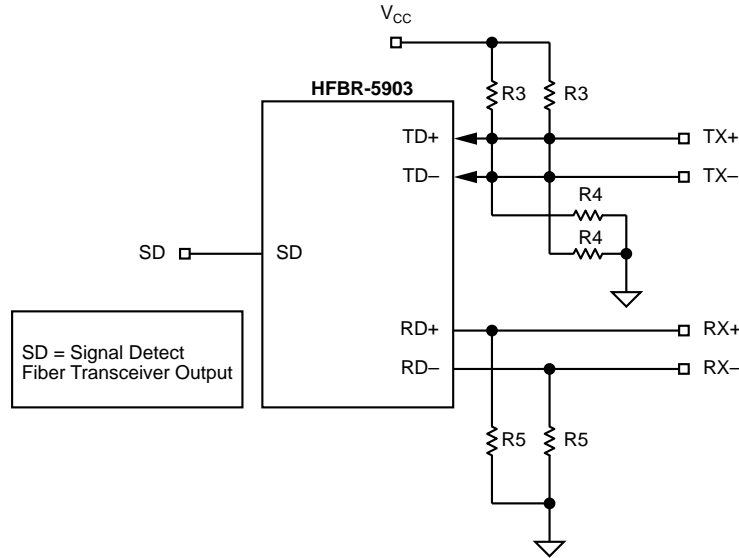 V_CC
HFBR-5903
R3 R3
TD+ TX+
TD– TX–
R4
R4
SD SD
RD+ RX+
RD– RX–
SD = Signal Detect
Fiber Transceiver Output
R5 R5